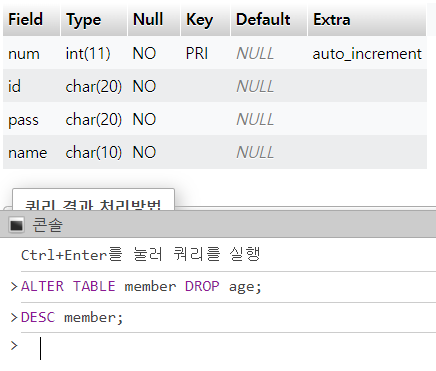 Field Type Null Key Default Extra
num int(11) NO PRI NULL auto_increment
id char(20) NO NULL
pass char(20) NO NULL
name char(10) NO NULL
쿼리 결과 처리방법
콘솔
Ctrl+Enter를 눌러 쿼리를 실행
>ALTER TABLE member DROP age;
>DESC member;
>